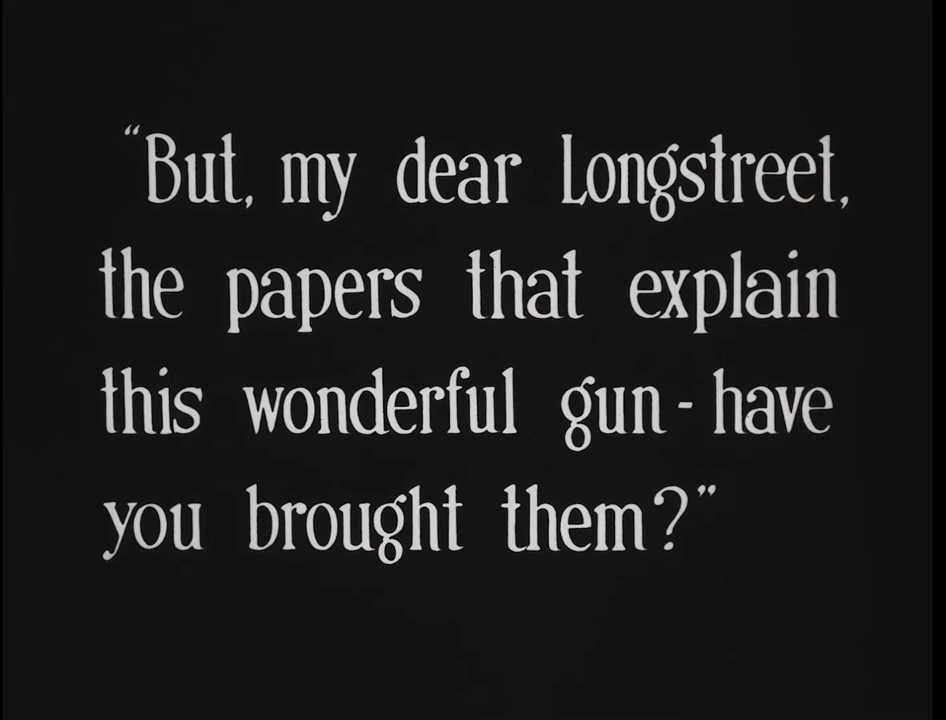 “But, my dear Longstreet,
the papers that explain
this wonderful gun - have
you brought them?”